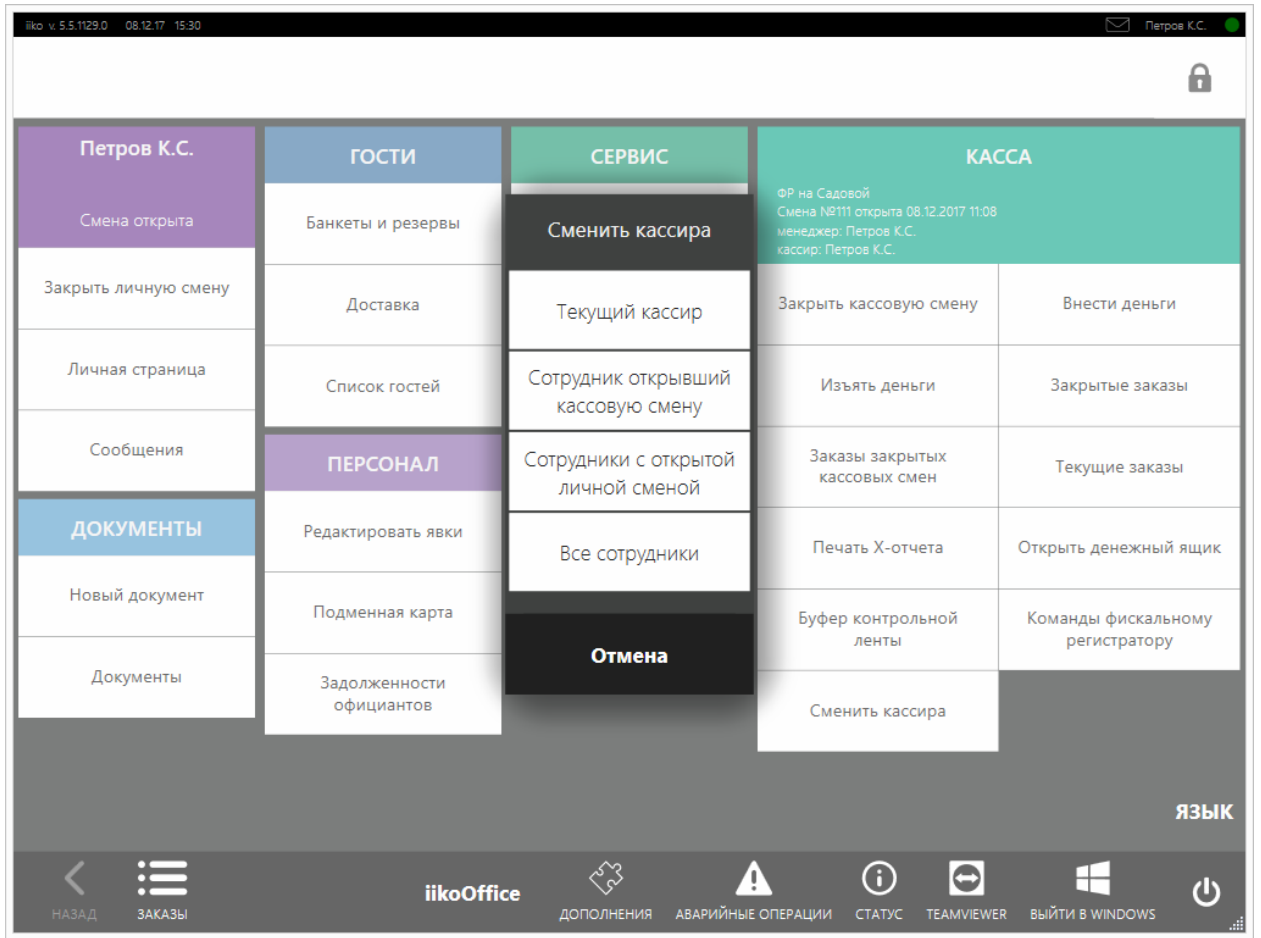 iiko v. 5.5.1129.0 08.12.17 15:30
Петров К.С.
Петров К.С.
Смена открыта
Закрыть личную смену
Личная страница
Сообщения
ДОКУМЕНТЫ
Новый документ
Документы
ГОСТИ
Банкеты и резервы
Доставка
Список гостей
ПЕРСОНАЛ
Редактировать явки
Подменная карта
Задолженности
официантов
СЕРВИС
Сменить кассира
Текущий кассир
Сотрудник открывший
кассовую смену
Сотрудники с открытой
личной сменой
Все сотрудники
Отмена
КАССА
ФР на Садовой
Смена №111 открыта 08.12.2017 11:08
менеджер: Петров К.С.
кассир: Петров К.С.
Закрыть кассовую смену
Внести деньги
Изъять деньги
Закрытые заказы
Заказы закрытых
кассовых смен
Текущие заказы
Печать X-отчета
Открыть денежный ящик
Буфер контрольной
ленты
Команды фискальному
регистратору
Сменить кассира
ЯЗЫК
НАЗАД
ЗАКАЗЫ
iikoOffice
ДОПОЛНЕНИЯ
АВАРИЙНЫЕ ОПЕРАЦИИ
СТАТУС
TEAMVIEWER
ВЫЙТИ В WINDOWS